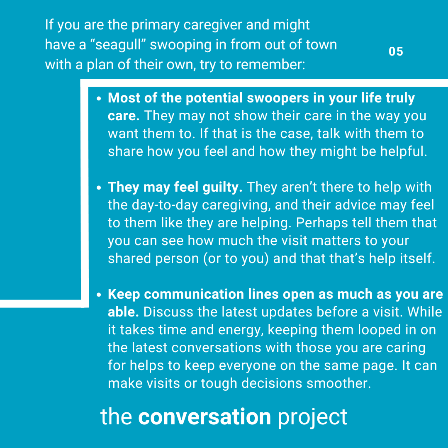 If you are the primary caregiver and might
have a "seagull" swooping in from out of town
with a plan of their own, try to remember:
05
• Most of the potential swoopers in your life truly
care. They may not show their care in the way you
want them to. If that is the case, talk with them to
share how you feel and how they might be helpful.
• They may feel guilty. They aren't there to help with
the day-to-day caregiving, and their advice may feel
to them like they are helping. Perhaps tell them that
you can see how much the visit matters to your
shared person (or to you) and that that's help itself.
• Keep communication lines open as much as you are
able. Discuss the latest updates before a visit. While
it takes time and energy, keeping them looped in on
the latest conversations with those you are caring
for helps to keep everyone on the same page. It can
make visits or tough decisions smoother.
the conversation project